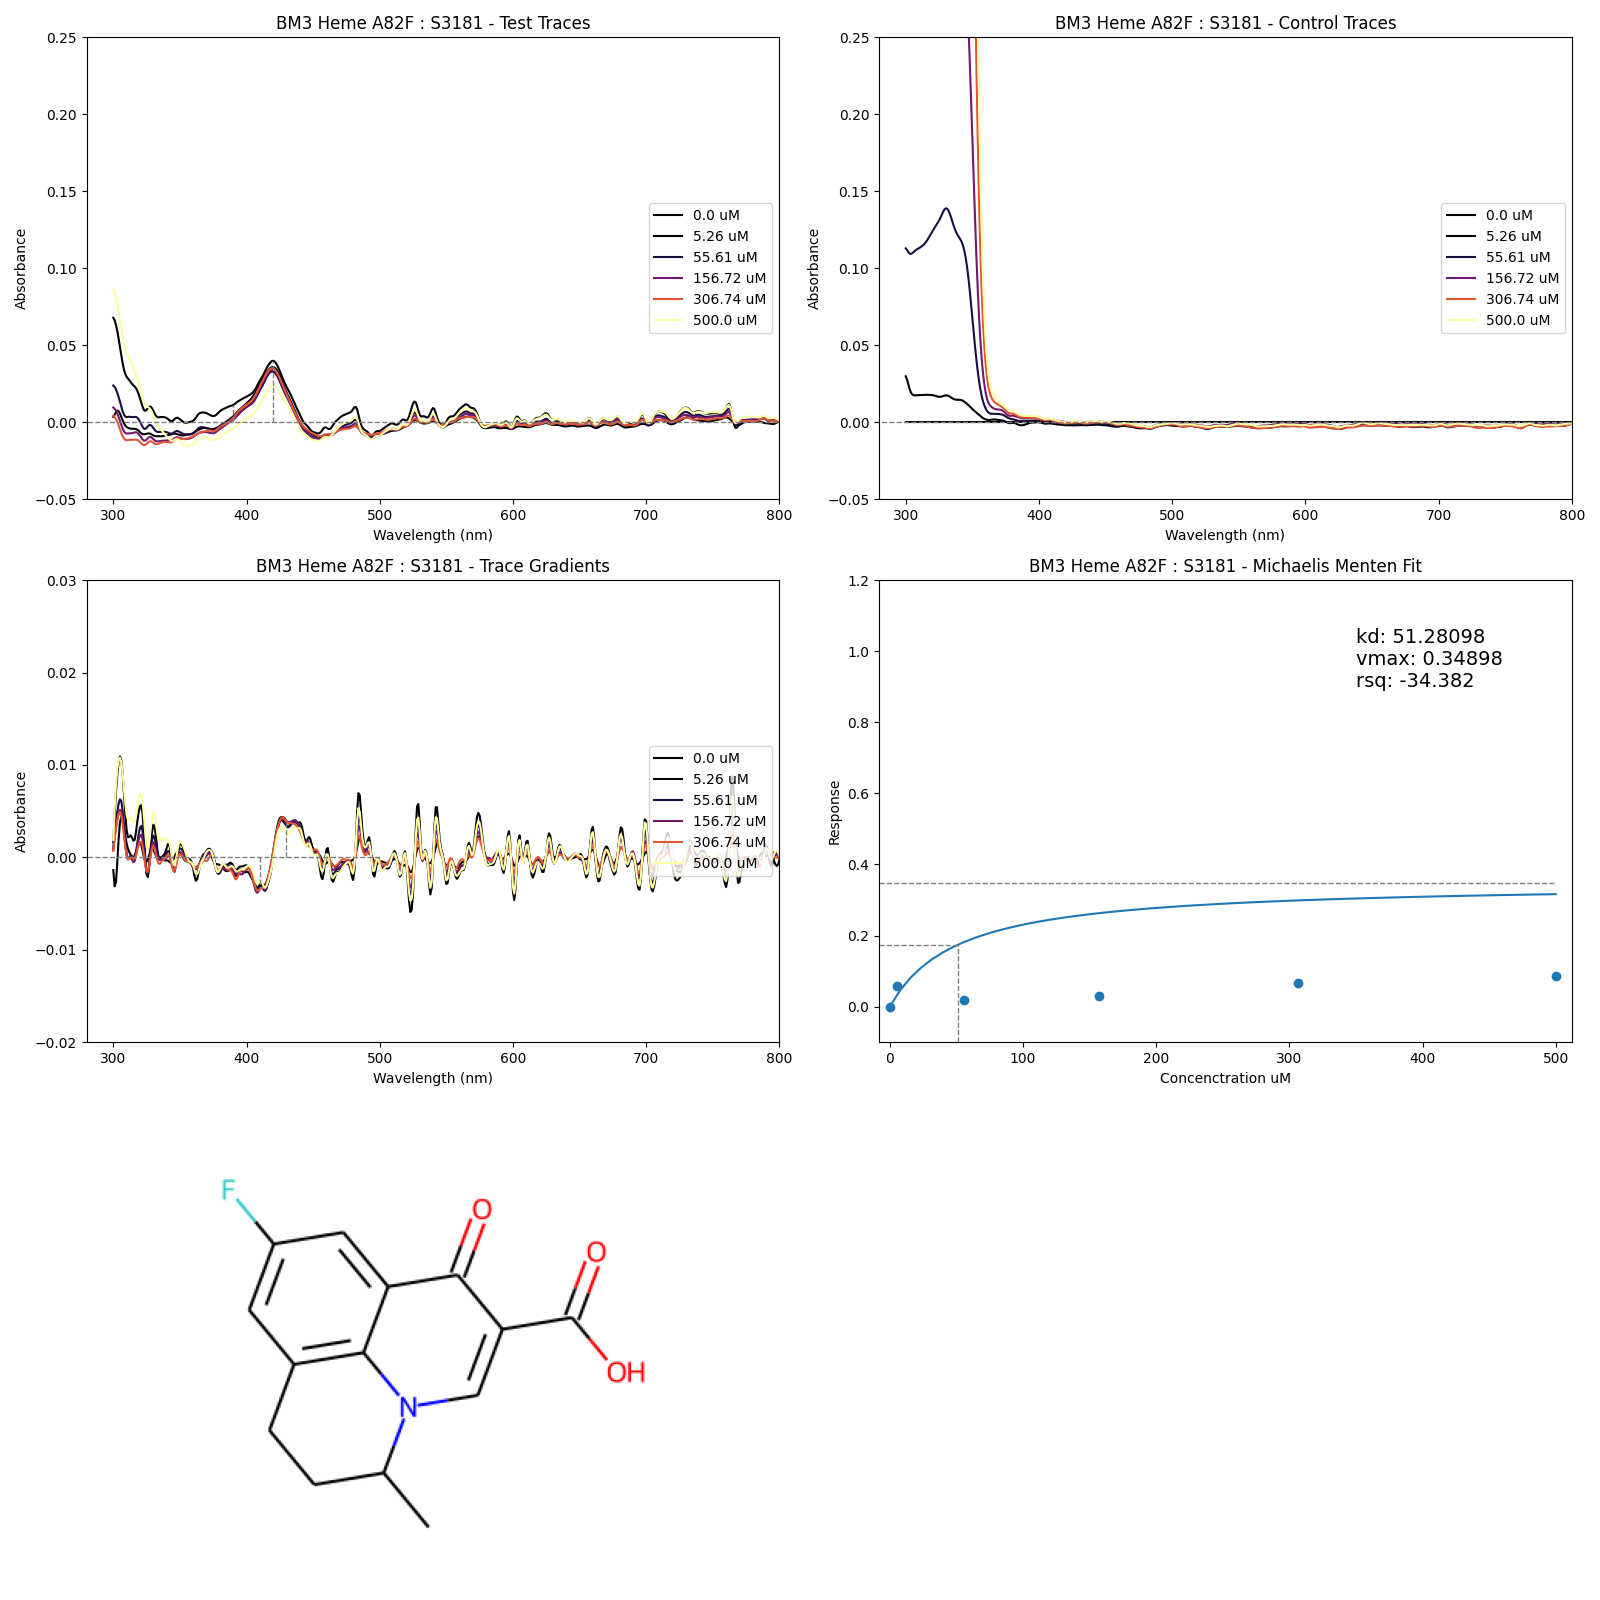 BM3 Heme A82F : S3181 - Test Traces
0.25
0.20
0.15
0.10
0.05
0.00
−0.05
Absorbance
300 400 500 600 700 800
Wavelength (nm)
0.0 uM
5.26 uM
55.61 uM
156.72 uM
306.74 uM
500.0 uM
BM3 Heme A82F : S3181 - Control Traces
0.25
0.20
0.15
0.10
0.05
0.00
−0.05
Absorbance
300 400 500 600 700 800
Wavelength (nm)
0.0 uM
5.26 uM
55.61 uM
156.72 uM
306.74 uM
500.0 uM
BM3 Heme A82F : S3181 - Trace Gradients
0.03
0.02
0.01
0.00
−0.01
−0.02
Absorbance
300 400 500 600 700 800
Wavelength (nm)
0.0 uM
5.26 uM
55.61 uM
156.72 uM
306.74 uM
500.0 uM
BM3 Heme A82F : S3181 - Michaelis Menten Fit
1.2
1.0
0.8
0.6
0.4
0.2
0.0
Response
kd: 51.28098
vmax: 0.34898
rsq: -34.382
0 100 200 300 400 500
Concenctration uM
F
O
O
OH
N